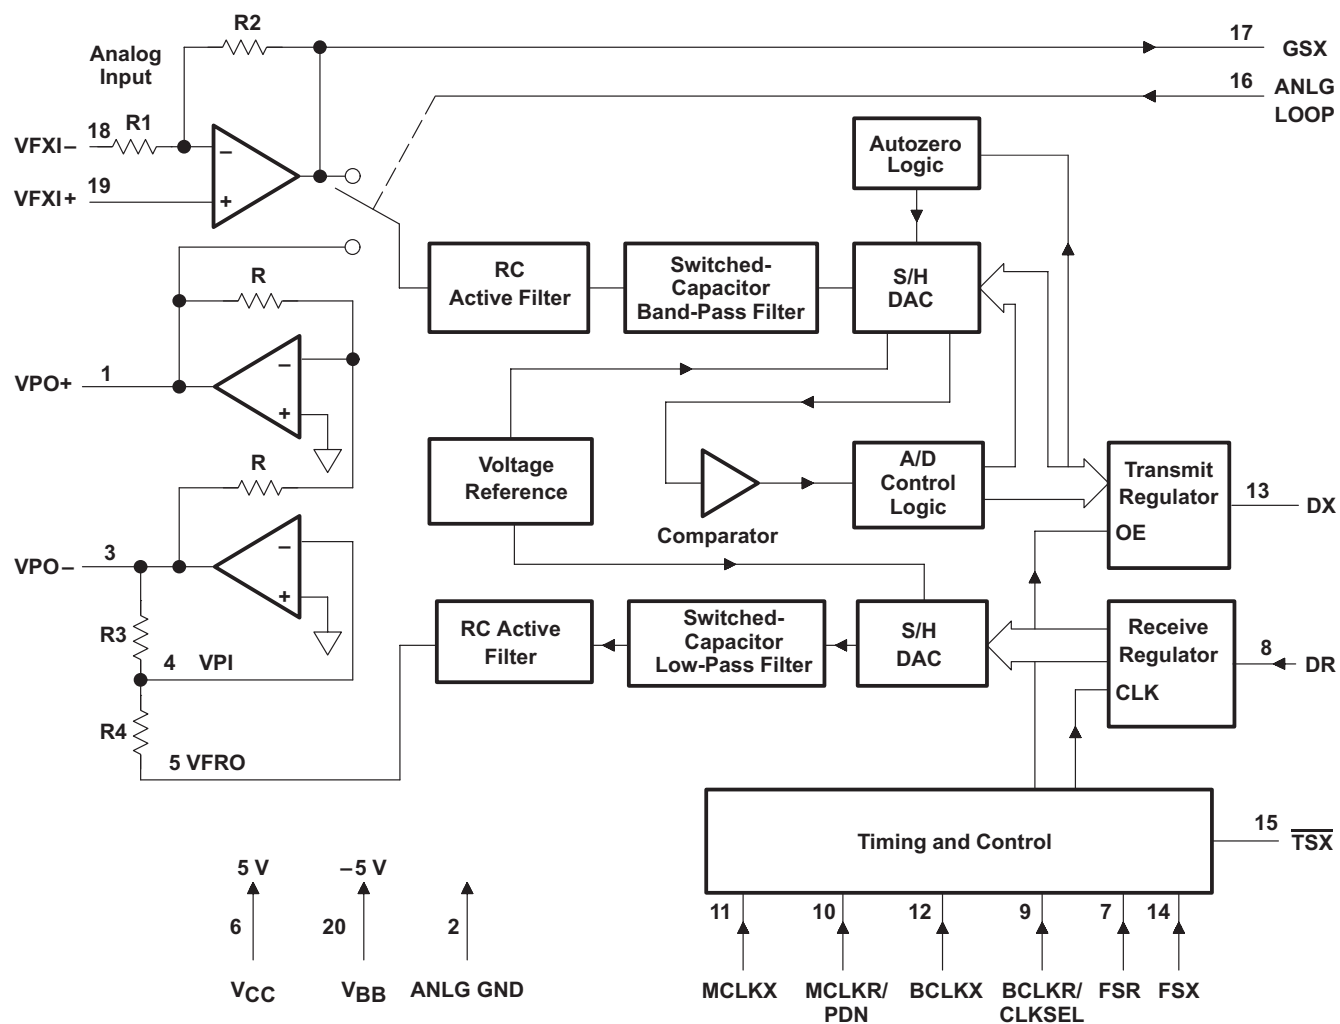 R2
17
GSX
Analog
Input
16
ANLG
LOOP
VFXI–
18
R1
–
VFXI+
19
+
Autozero
Logic
RC
Active Filter
Switched-
Capacitor
Band-Pass Filter
S/H
DAC
R
–
+
VPO+
1
Voltage
Reference
Comparator
A/D
Control
Logic
Transmit
Regulator
OE
13
DX
R
–
+
VPO–
3
R3
4 VPI
R4
5 VFRO
RC Active
Filter
Switched-
Capacitor
Low-Pass Filter
S/H
DAC
Receive
Regulator
CLK
8
DR
Timing and Control
15
TSX
5 V
–5 V
6
20
2
VCC
VBB
ANLG GND
11
10
12
9
7
14
MCLKX
MCLKR/
PDN
BCLKX
BCLKR/
CLKSEL
FSR
FSX